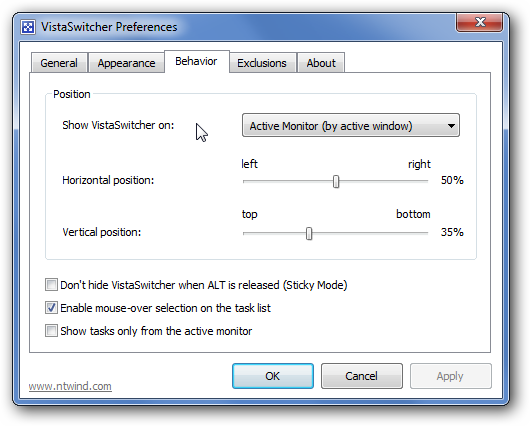 VistaSwitcher Preferences
General Appearance Behavior Exclusions About
Position
Show VistaSwitcher on: Active Monitor (by active window)
left right
Horizontal position: 50%
top bottom
Vertical position: 35%
Don't hide VistaSwitcher when ALT is released (Sticky Mode)
Enable mouse-over selection on the task list
Show tasks only from the active monitor
www.ntwind.com OK Cancel Apply